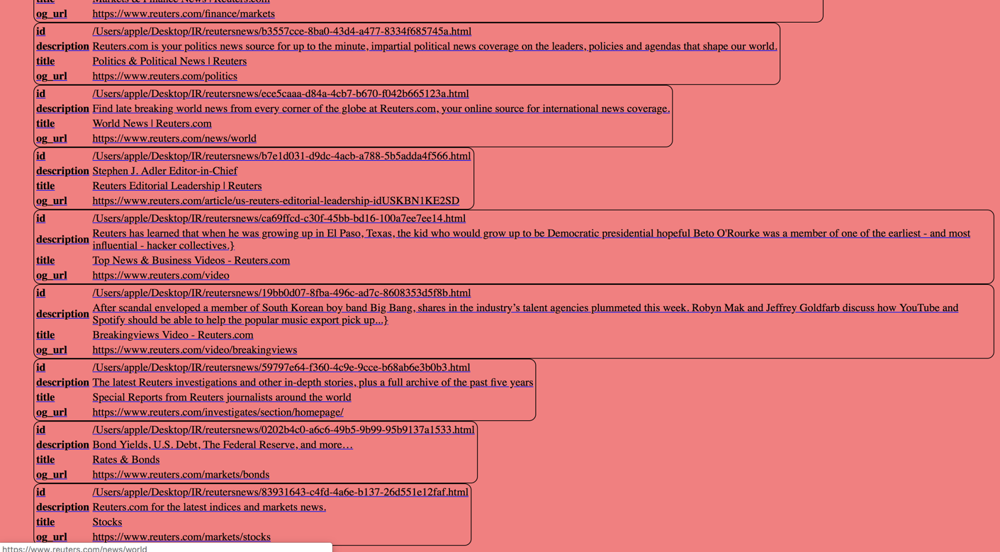 title Markets & Finance News | Reuters.com
og_url https://www.reuters.com/finance/markets
id /Users/apple/Desktop/IR/reutersnews/b3557cce-8ba0-43d4-a477-8334f685745a.html
description Reuters.com is your politics news source for up to the minute, impartial political news coverage on the leaders, policies and agendas that shape our world.
title Politics & Political News | Reuters
og_url https://www.reuters.com/politics
id /Users/apple/Desktop/IR/reutersnews/ece5caaa-d84a-4cb7-b670-f042b665123a.html
description Find late breaking world news from every corner of the globe at Reuters.com, your online source for international news coverage.
title World News | Reuters.com
og_url https://www.reuters.com/news/world
id /Users/apple/Desktop/IR/reutersnews/b7e1d031-d9dc-4acb-a788-5b5adda4f566.html
description Stephen J. Adler Editor-in-Chief
title Reuters Editorial Leadership | Reuters
og_url https://www.reuters.com/article/us-reuters-editorial-leadership-idUSKBN1KE2SD
id /Users/apple/Desktop/IR/reutersnews/ca69ffcd-c30f-45bb-bd16-100a7ee7ee14.html
description Reuters has learned that when he was growing up in El Paso, Texas, the kid who would grow up to be Democratic presidential hopeful Beto O'Rourke was a member of one of the earliest - and most
influential - hacker collectives.}
title Top News & Business Videos - Reuters.com
og_url https://www.reuters.com/video
id /Users/apple/Desktop/IR/reutersnews/19bb0d07-8fba-496c-ad7c-8608353d5f8b.html
description After scandal enveloped a member of South Korean boy band Big Bang, shares in the industry’s talent agencies plummeted this week. Robyn Mak and Jeffrey Goldfarb discuss how YouTube and
Spotify should be able to help the popular music export pick up...}
title Breakingviews Video - Reuters.com
og_url https://www.reuters.com/video/breakingviews
id /Users/apple/Desktop/IR/reutersnews/59797e64-f360-4c9e-9cce-b68ab6e3b0b3.html
description The latest Reuters investigations and other in-depth stories, plus a full archive of the past five years
title Special Reports from Reuters journalists around the world
og_url https://www.reuters.com/investigates/section/homepage/
id /Users/apple/Desktop/IR/reutersnews/0202b4c0-a6c6-49b5-9b99-95b9137a1533.html
description Bond Yields, U.S. Debt, The Federal Reserve, and more…
title Rates & Bonds
og_url https://www.reuters.com/markets/bonds
id /Users/apple/Desktop/IR/reutersnews/83931643-c4fd-4a6e-b137-26d551e12faf.html
description Reuters.com for the latest indices and markets news.
title Stocks
og_url https://www.reuters.com/markets/stocks
https://www.reuters.com/news/world